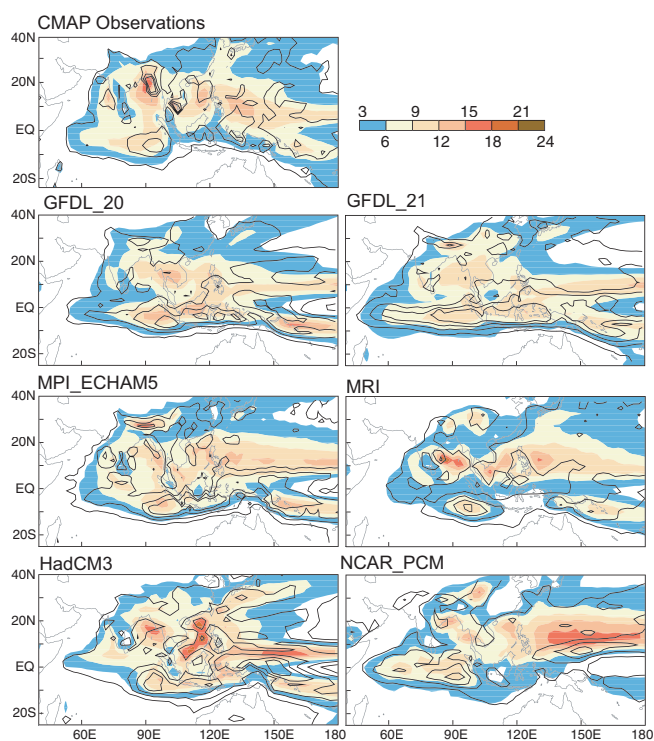 CMAP Observations
40N
20N
EQ
20S
3 9 15 21
6 12 18 24
GFDL_20 GFDL_21
40N
20N
EQ
20S
MPI_ECHAM5 MRI
40N
20N
EQ
20S
HadCM3 NCAR_PCM
40N
20N
EQ
20S
60E 90E 120E 150E 180 60E 90E 120E 150E 180